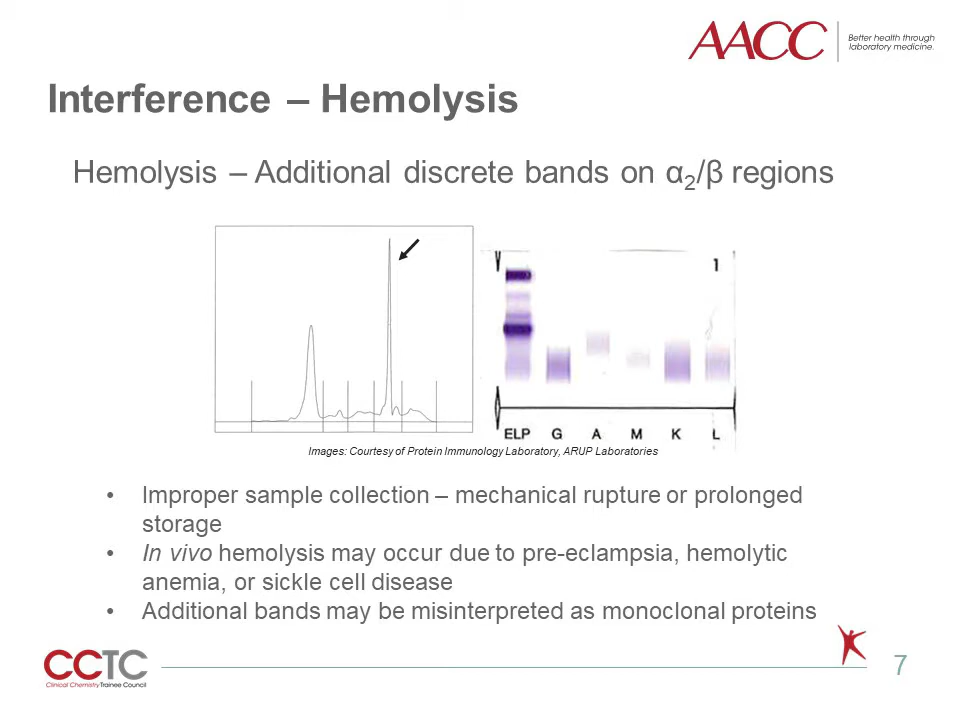 AACC
Better health through
laboratory medicine.
Interference – Hemolysis
Hemolysis – Additional discrete bands on α2/β regions
1
ELP G A M K L
Images: Courtesy of Protein Immunology Laboratory, ARUP Laboratories
• Improper sample collection – mechanical rupture or prolonged
storage
• In vivo hemolysis may occur due to pre-eclampsia, hemolytic
anemia, or sickle cell disease
• Additional bands may be misinterpreted as monoclonal proteins
CCTC
Clinical Chemistry Trainee Council
7